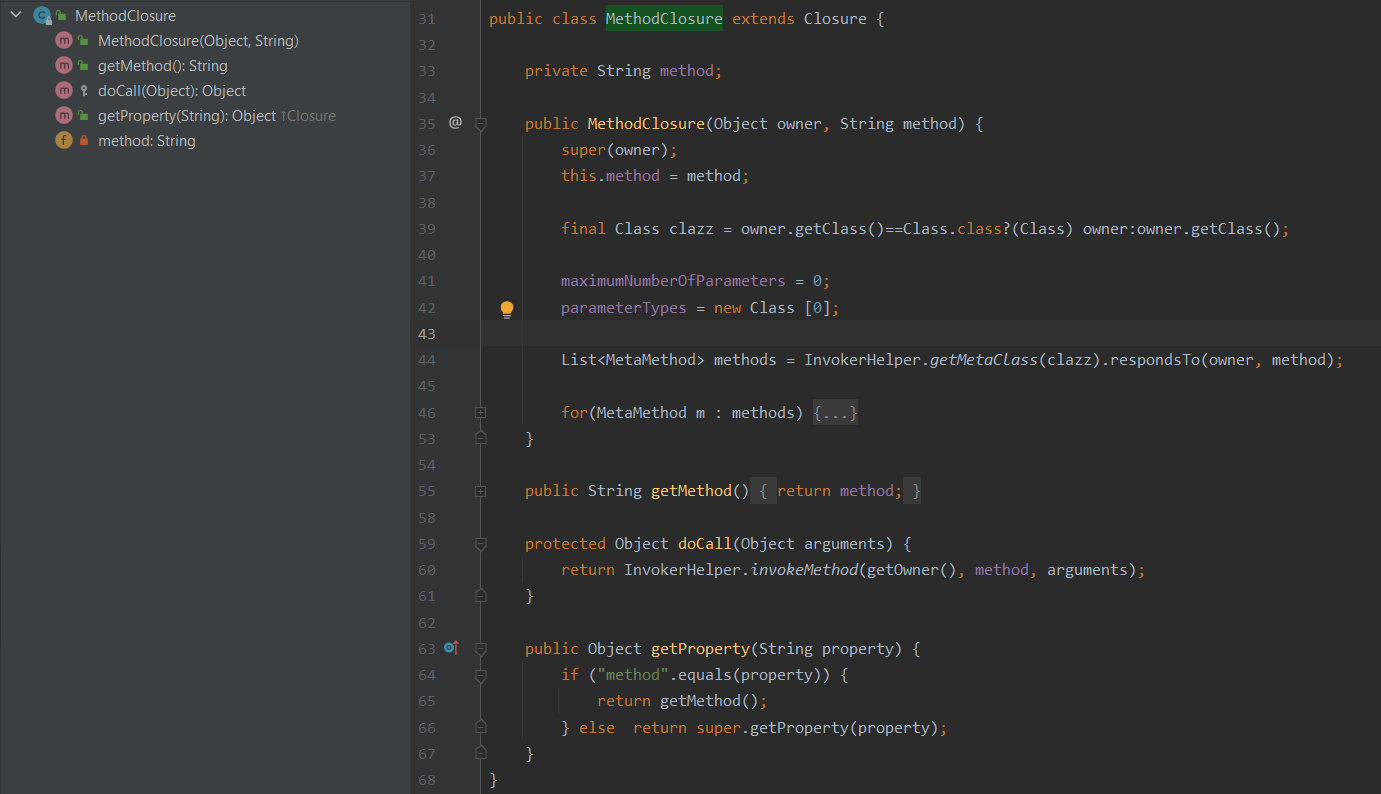 MethodClosure
MethodClosure(Object, String)
getMethod(): String
doCall(Object): Object
getProperty(String): Object ↑Closure
method: String
31 public class MethodClosure extends Closure {
32
33     private String method;
34
35 @     public MethodClosure(Object owner, String method) {
36         super(owner);
37         this.method = method;
38
39         final Class clazz = owner.getClass()==Class.class?(Class) owner:owner.getClass();
40
41         maximumNumberOfParameters = 0;
42         parameterTypes = new Class [0];
43
44         List<MetaMethod> methods = InvokerHelper.getMetaClass(clazz).respondsTo(owner, method);
45
46         for(MetaMethod m : methods) {...}
53     }
54
55     public String getMethod() { return method; }
58
59     protected Object doCall(Object arguments) {
60         return InvokerHelper.invokeMethod(getOwner(), method, arguments);
61     }
62
63     public Object getProperty(String property) {
64         if ("method".equals(property)) {
65             return getMethod();
66         } else  return super.getProperty(property);
67     }
68 }